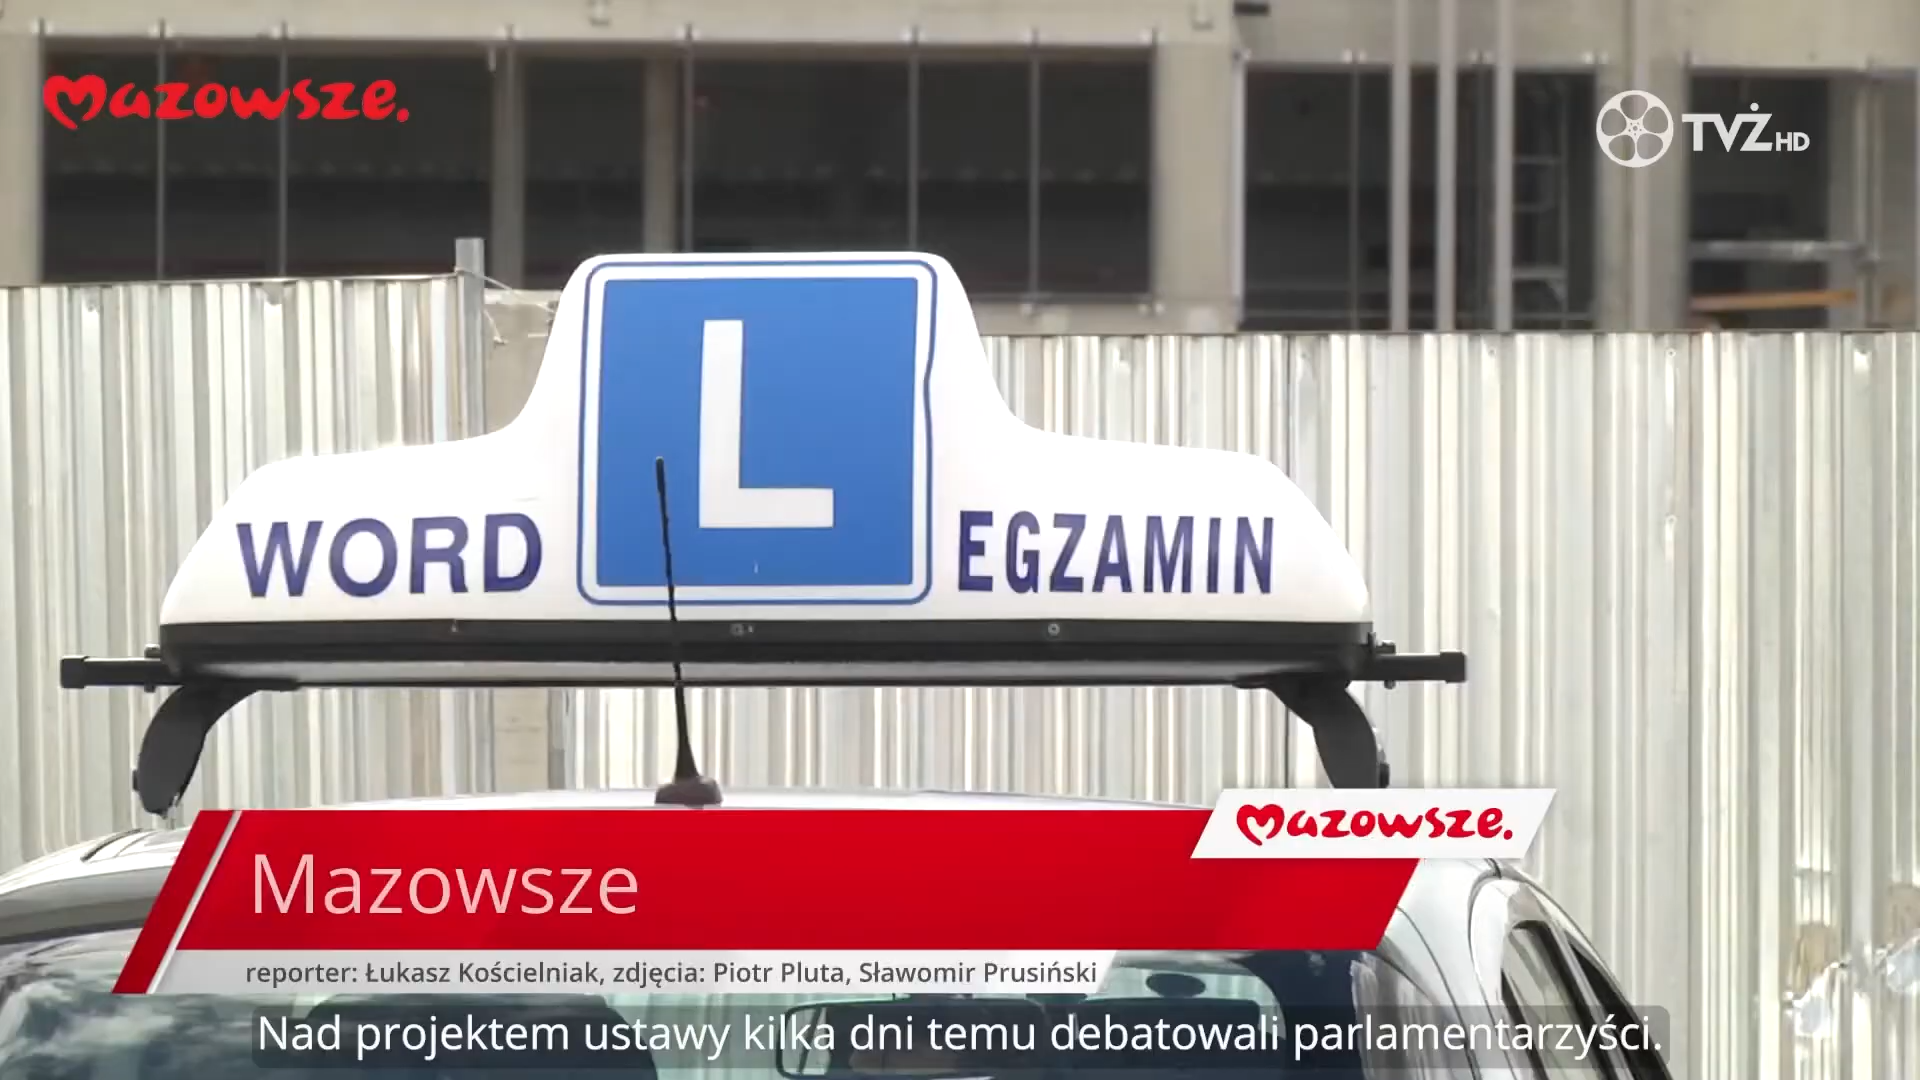 Mazowsze.
TVŻ HD
L
WORD EGZAMIN
Mazowsze.
Mazowsze
reporter: Łukasz Kościelniak, zdjęcia: Piotr Pluta, Sławomir Prusiński
Nad projektem ustawy kilka dni temu debatowali parlamentarzyści.